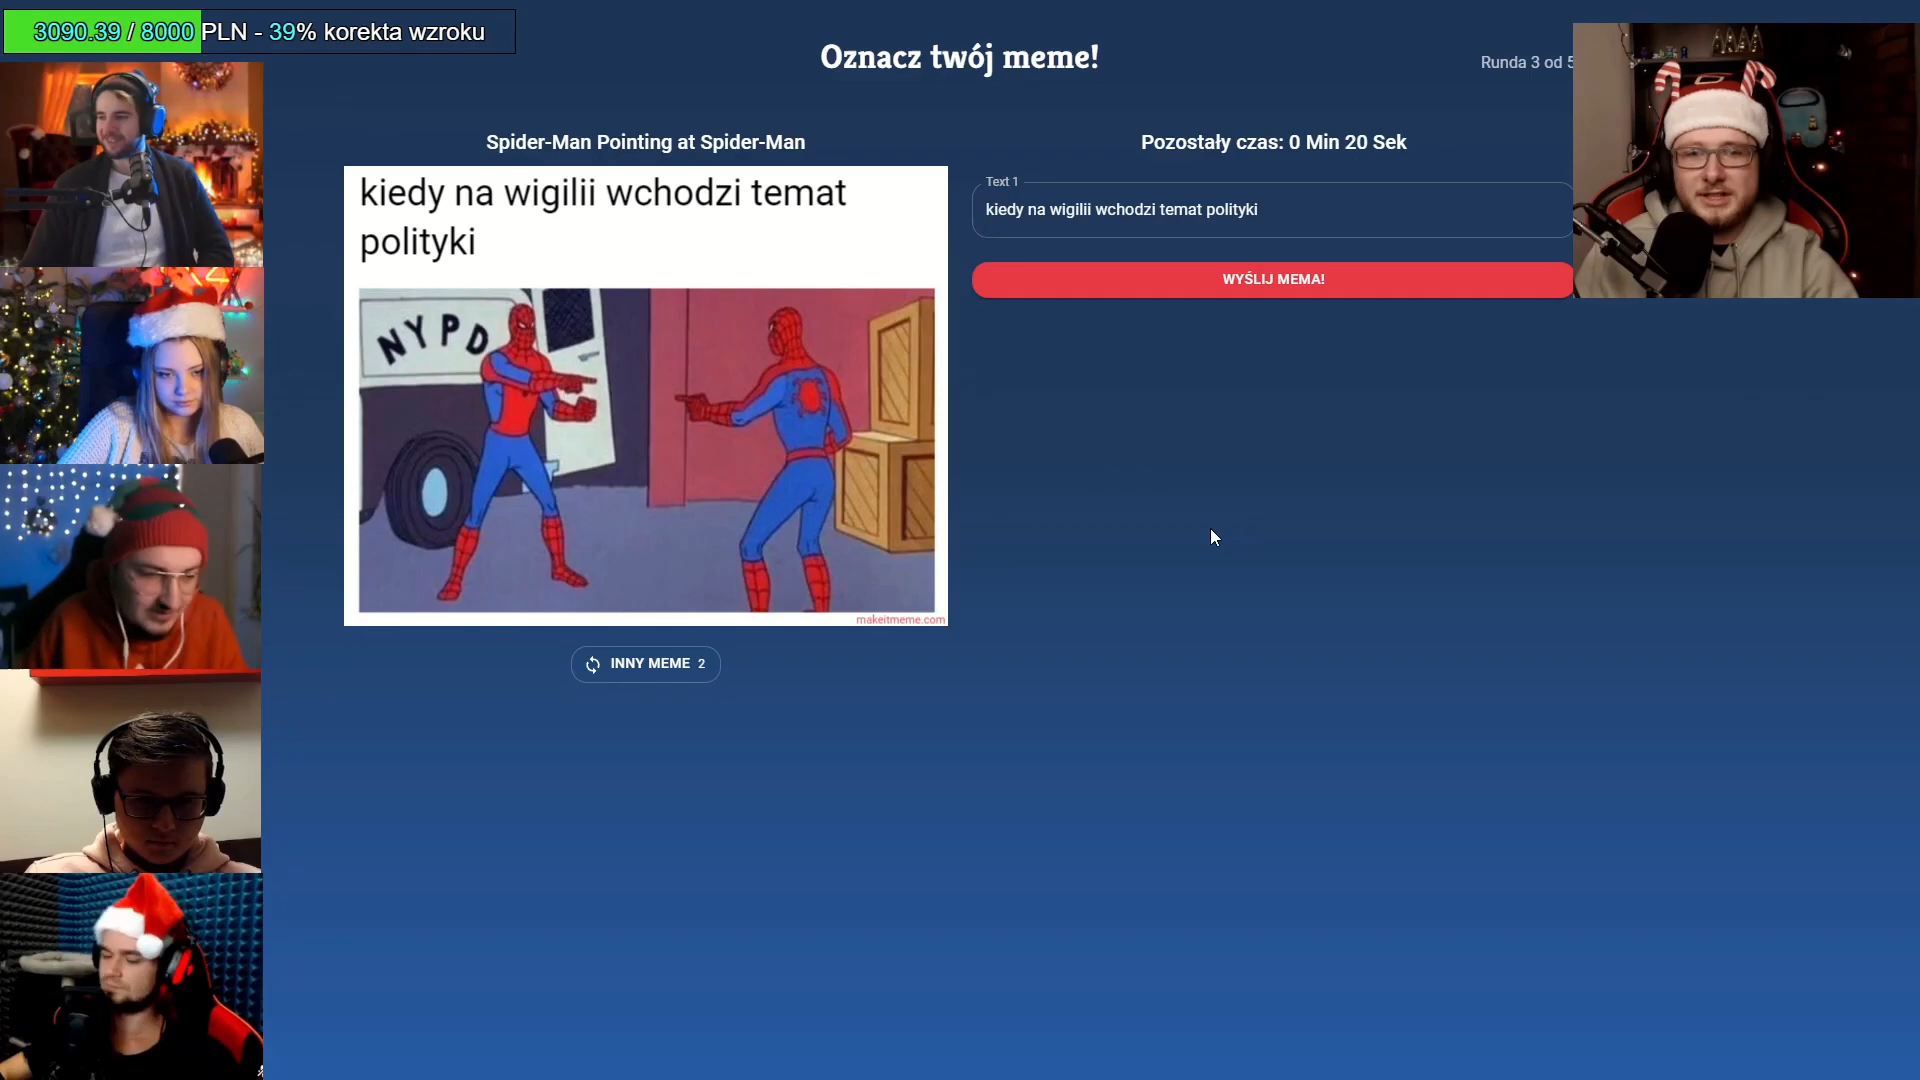 3090.39 / 8000 PLN - 39% korekta wzroku
Oznacz twój meme!
Runda 3 od 5
Spider-Man Pointing at Spider-Man
Pozostały czas: 0 Min 20 Sek
kiedy na wigilii wchodzi temat
polityki
Text 1
kiedy na wigilii wchodzi temat polityki
WYŚLIJ MEMA!
NYPD
makeitmeme.com
INNY MEME 2